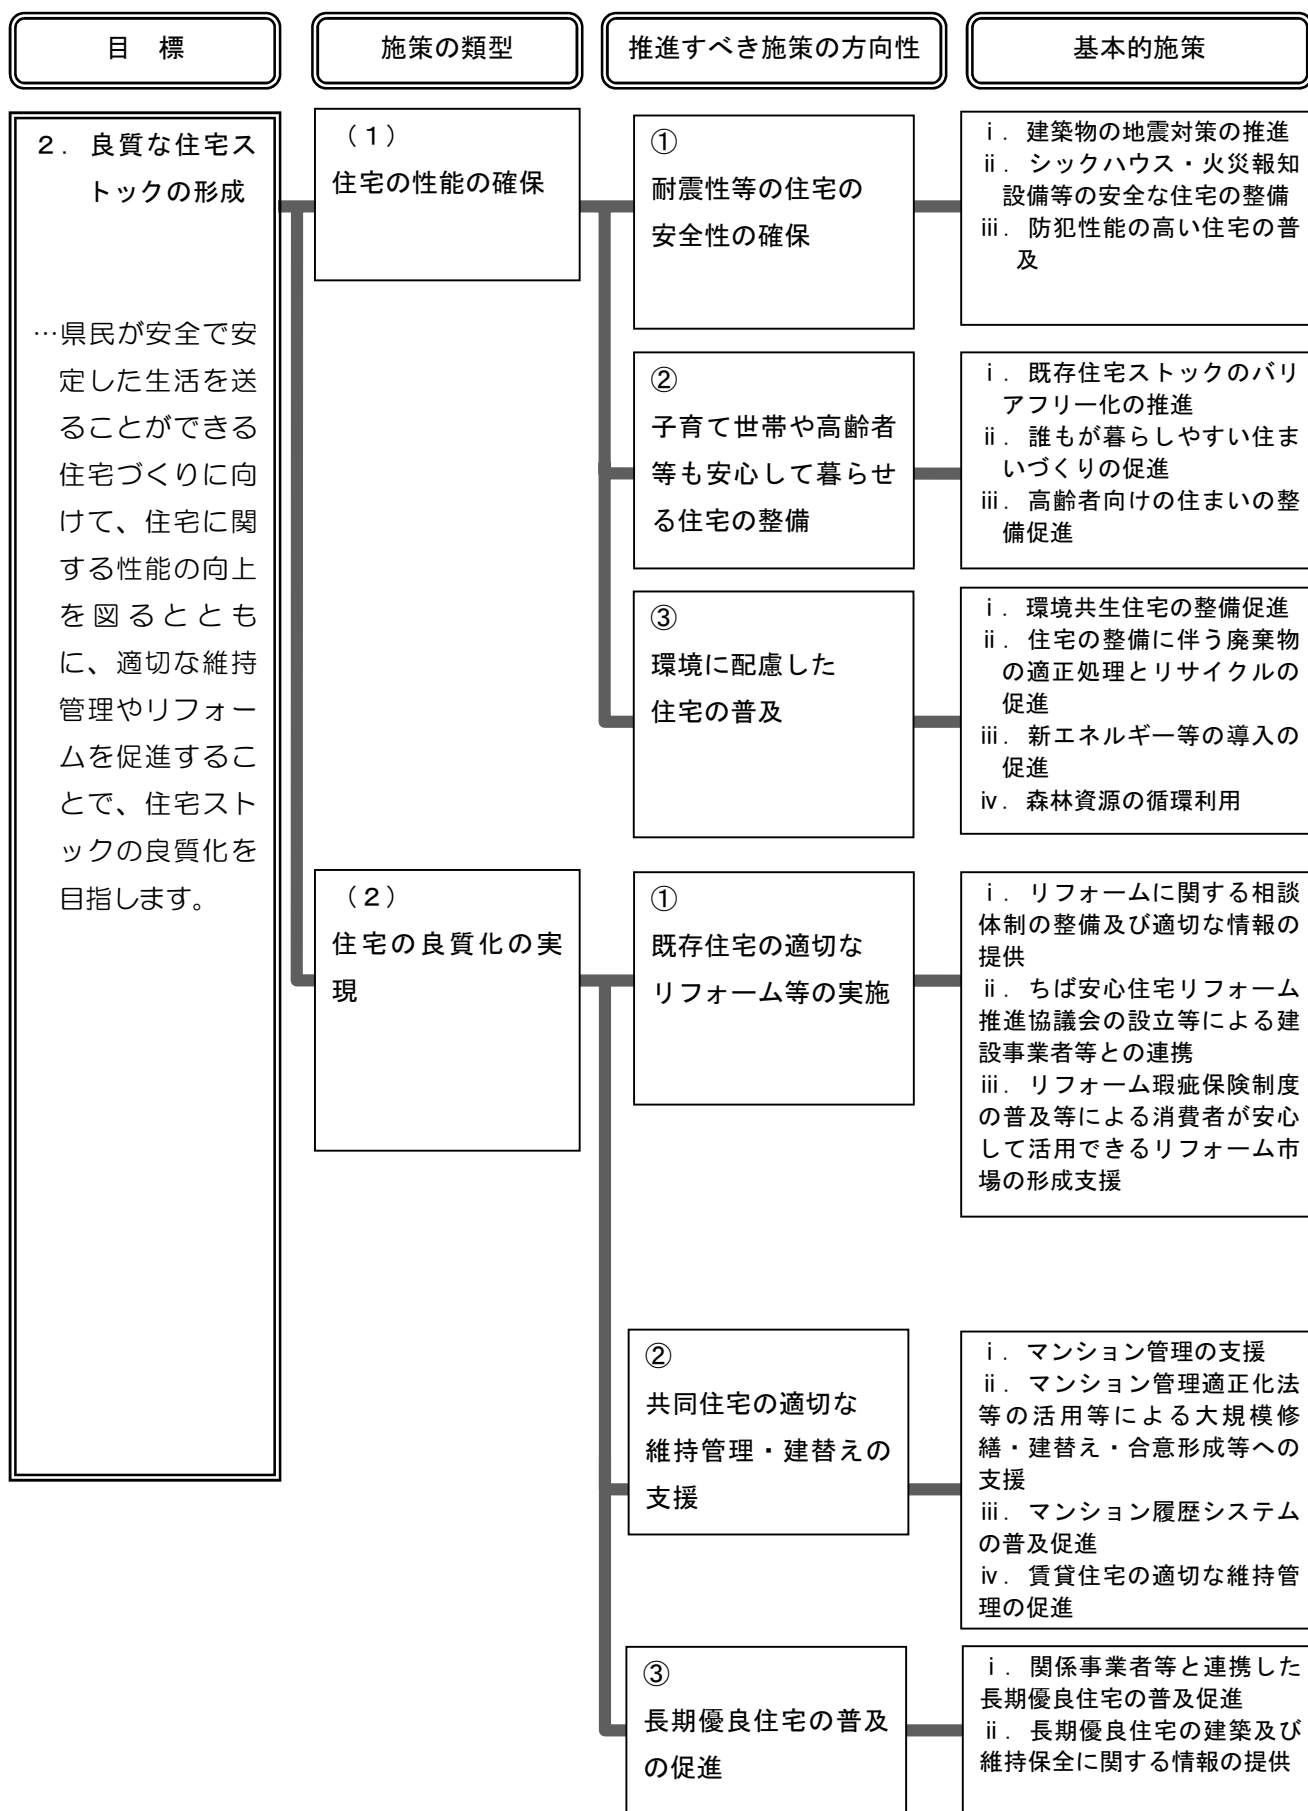 目　標
施策の類型
推進すべき施策の方向性
基本的施策
２．良質な住宅ス
トックの形成
…県民が安全で安
定した生活を送
ることができる
住宅づくりに向
けて、住宅に関
する性能の向上
を図るととも
に、適切な維持
管理やリフォー
ムを促進するこ
とで、住宅スト
ックの良質化を
目指します。
（１）
住宅の性能の確保
①
耐震性等の住宅の
安全性の確保
ⅰ．建築物の地震対策の推進
ⅱ．シックハウス・火災報知
設備等の安全な住宅の整備
ⅲ．防犯性能の高い住宅の普
及
②
子育て世帯や高齢者
等も安心して暮らせ
る住宅の整備
ⅰ．既存住宅ストックのバリ
アフリー化の推進
ⅱ．誰もが暮らしやすい住ま
いづくりの促進
ⅲ．高齢者向けの住まいの整
備促進
③
環境に配慮した
住宅の普及
ⅰ．環境共生住宅の整備促進
ⅱ．住宅の整備に伴う廃棄物
の適正処理とリサイクルの
促進
ⅲ．新エネルギー等の導入の
促進
ⅳ．森林資源の循環利用
（２）
住宅の良質化の実
現
①
既存住宅の適切な
リフォーム等の実施
ⅰ．リフォームに関する相談
体制の整備及び適切な情報の
提供
ⅱ．ちば安心住宅リフォーム
推進協議会の設立等による建
設事業者等との連携
ⅲ．リフォーム瑕疵保険制度
の普及等による消費者が安心
して活用できるリフォーム市
場の形成支援
②
共同住宅の適切な
維持管理・建替えの
支援
ⅰ．マンション管理の支援
ⅱ．マンション管理適正化法
等の活用等による大規模修
繕・建替え・合意形成等への
支援
ⅲ．マンション履歴システム
の普及促進
ⅳ．賃貸住宅の適切な維持管
理の促進
③
長期優良住宅の普及
の促進
ⅰ．関係事業者等と連携した
長期優良住宅の普及促進
ⅱ．長期優良住宅の建築及び
維持保全に関する情報の提供